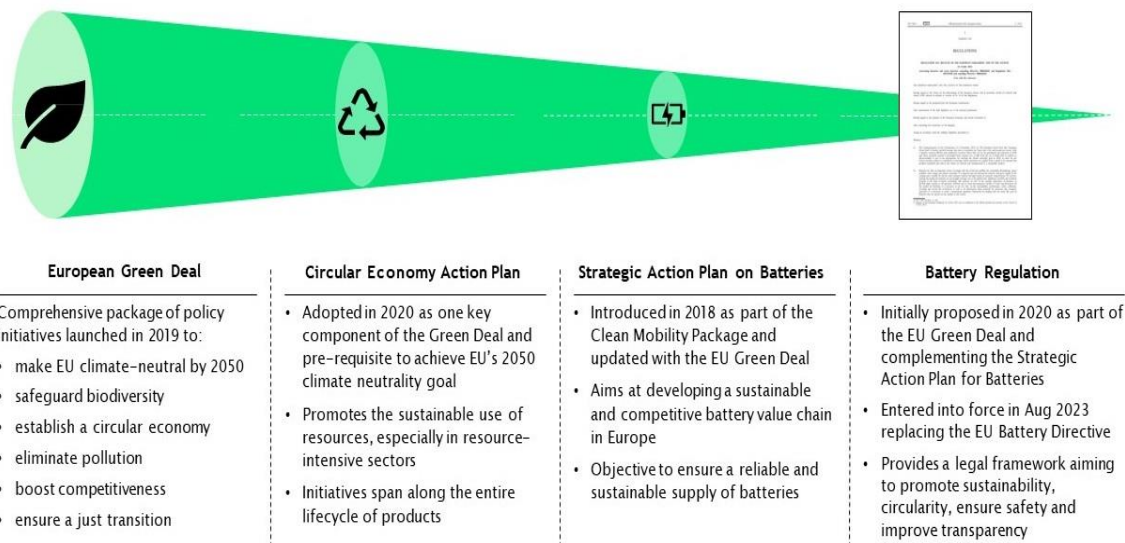 REGULATIONS
European Green Deal
Comprehensive package of policy
initiatives launched in 2019 to:
• make EU climate-neutral by 2050
• safeguard biodiversity
• establish a circular economy
• eliminate pollution
• boost competitiveness
• ensure a just transition
Circular Economy Action Plan
• Adopted in 2020 as one key
component of the Green Deal and
pre-requisite to achieve EU's 2050
climate neutrality goal
• Promotes the sustainable use of
resources, especially in resource-
intensive sectors
• Initiatives span along the entire
lifecycle of products
Strategic Action Plan on Batteries
• Introduced in 2018 as part of the
Clean Mobility Package and
updated with the EU Green Deal
• Aims at developing a sustainable
and competitive battery value chain
in Europe
• Objective to ensure a reliable and
sustainable supply of batteries
Battery Regulation
• Initially proposed in 2020 as part of
the EU Green Deal and
complementing the Strategic
Action Plan for Batteries
• Entered into force in Aug 2023
replacing the EU Battery Directive
• Provides a legal framework aiming
to promote sustainability,
circularity, ensure safety and
improve transparency